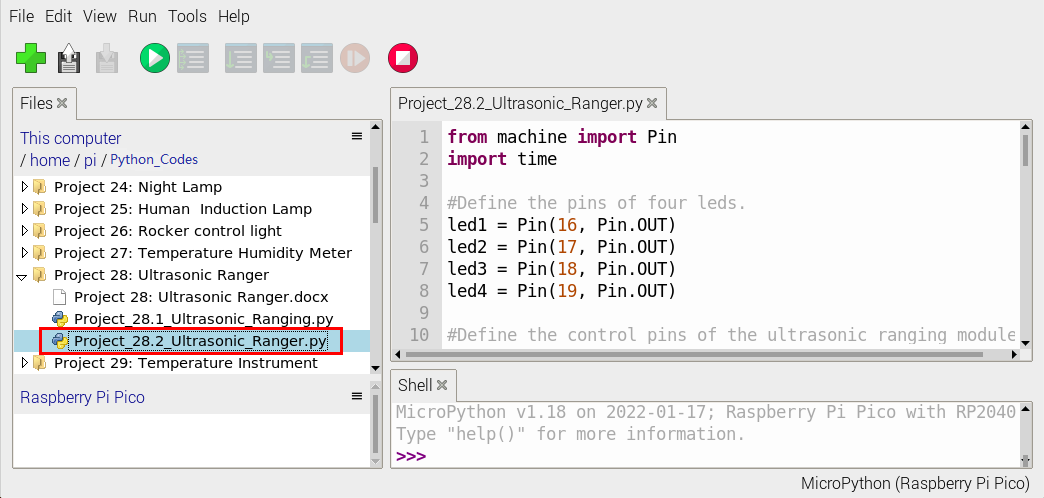 File Edit View Run Tools Help
Files
This computer
/ home / pi / Python_Codes
Project 24: Night Lamp
Project 25: Human  Induction Lamp
Project 26: Rocker control light
Project 27: Temperature Humidity Meter
Project 28: Ultrasonic Ranger
Project 28: Ultrasonic Ranger.docx
Project_28.1_Ultrasonic_Ranging.py
Project_28.2_Ultrasonic_Ranger.py
Project 29: Temperature Instrument
Raspberry Pi Pico
Project_28.2_Ultrasonic_Ranger.py
1 from machine import Pin
2 import time
3
4 #Define the pins of four leds.
5 led1 = Pin(16, Pin.OUT)
6 led2 = Pin(17, Pin.OUT)
7 led3 = Pin(18, Pin.OUT)
8 led4 = Pin(19, Pin.OUT)
9
10 #Define the control pins of the ultrasonic ranging module
Shell
MicroPython v1.18 on 2022-01-17; Raspberry Pi Pico with RP2040
Type "help()" for more information.
>>>
MicroPython (Raspberry Pi Pico)